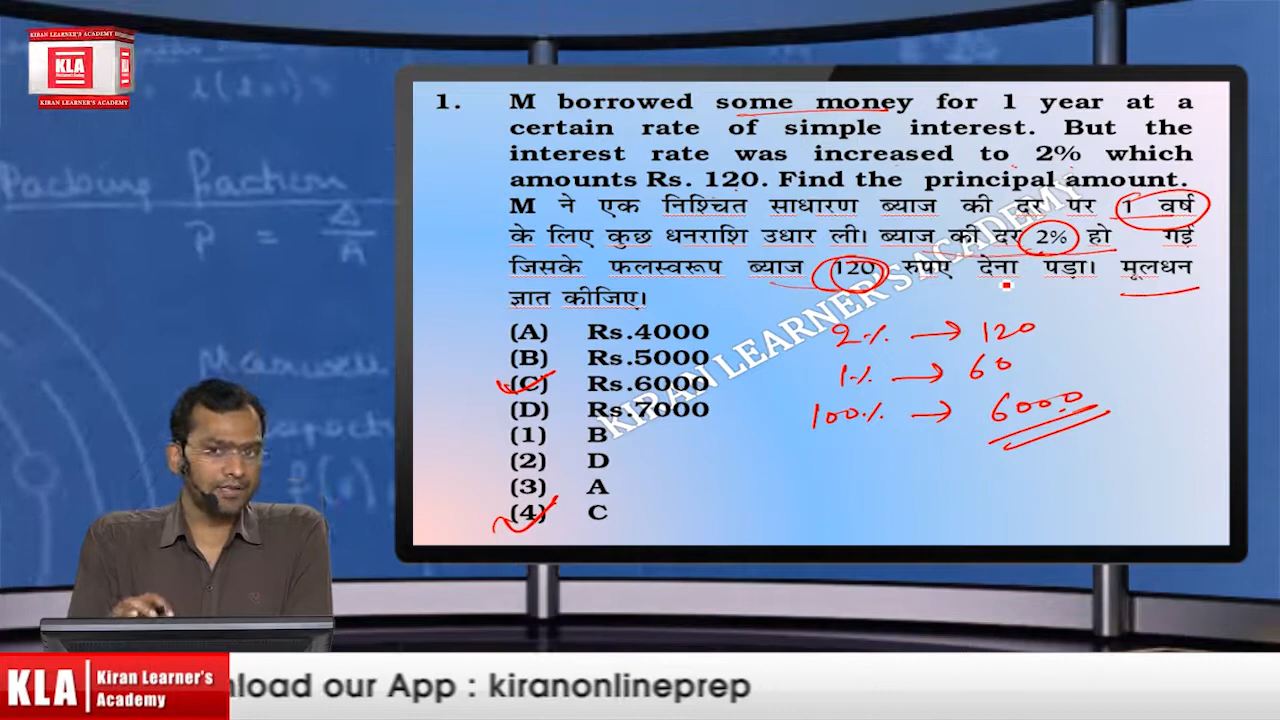 KIRAN LEARNER'S ACADEMY
KLA
KIRAN LEARNER'S ACADEMY
Packing fraction
P = Δ/A
Maxwell
1. M borrowed some money for 1 year at a
certain rate of simple interest. But the
interest rate was increased to 2% which
amounts Rs. 120. Find the principal amount.
M ने एक निश्चित साधारण ब्याज की दर पर 1 वर्ष
के लिए कुछ धनराशि उधार ली। ब्याज की दर 2% हो गई
जिसके फलस्वरूप ब्याज 120 रुपए देना पड़ा। मूलधन
ज्ञात कीजिए।
(A) Rs.4000
(B) Rs.5000
(C) Rs.6000
(D) Rs.7000
(1) B
(2) D
(3) A
(4) C
2% → 120
1% → 60
100% → 6000
KIRAN LEARNER'S ACADEMY
KLA Kiran Learner's
Academy
nload our App : kiranonlineprep